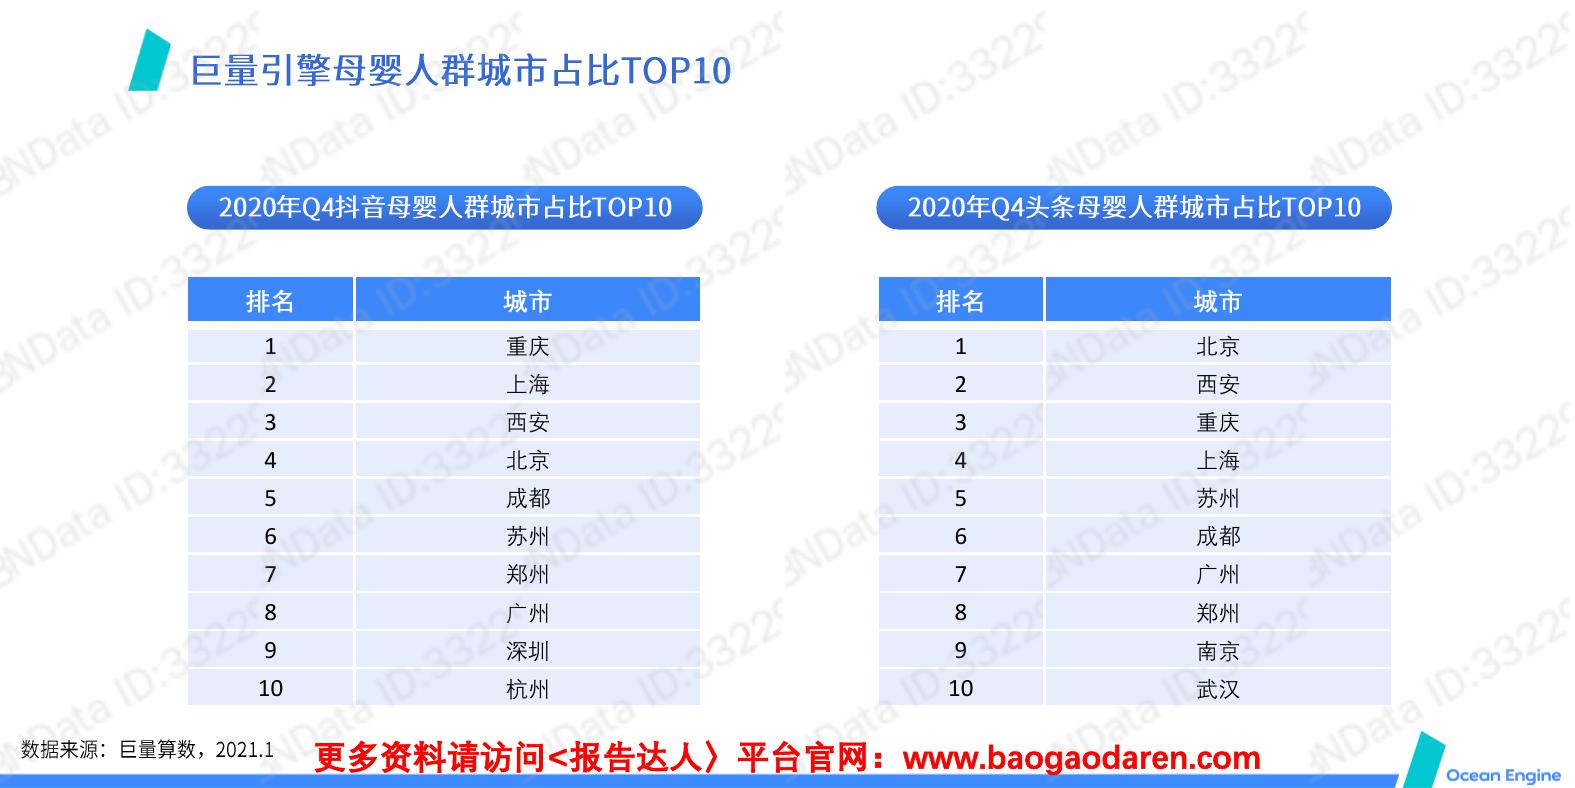 巨量引擎母婴人群城市占比TOP10
2020年Q4抖音母婴人群城市占比TOP10
排名 城市
1 重庆
2 上海
3 西安
4 北京
5 成都
6 苏州
7 郑州
8 广州
9 深圳
10 杭州
2020年Q4头条母婴人群城市占比TOP10
排名 城市
1 北京
2 西安
3 重庆
4 上海
5 苏州
6 成都
7 广州
8 郑州
9 南京
10 武汉
数据来源：巨量算数，2021.1
更多资料请访问<报告达人〉平台官网：www.baogaodaren.com
Ocean Engine